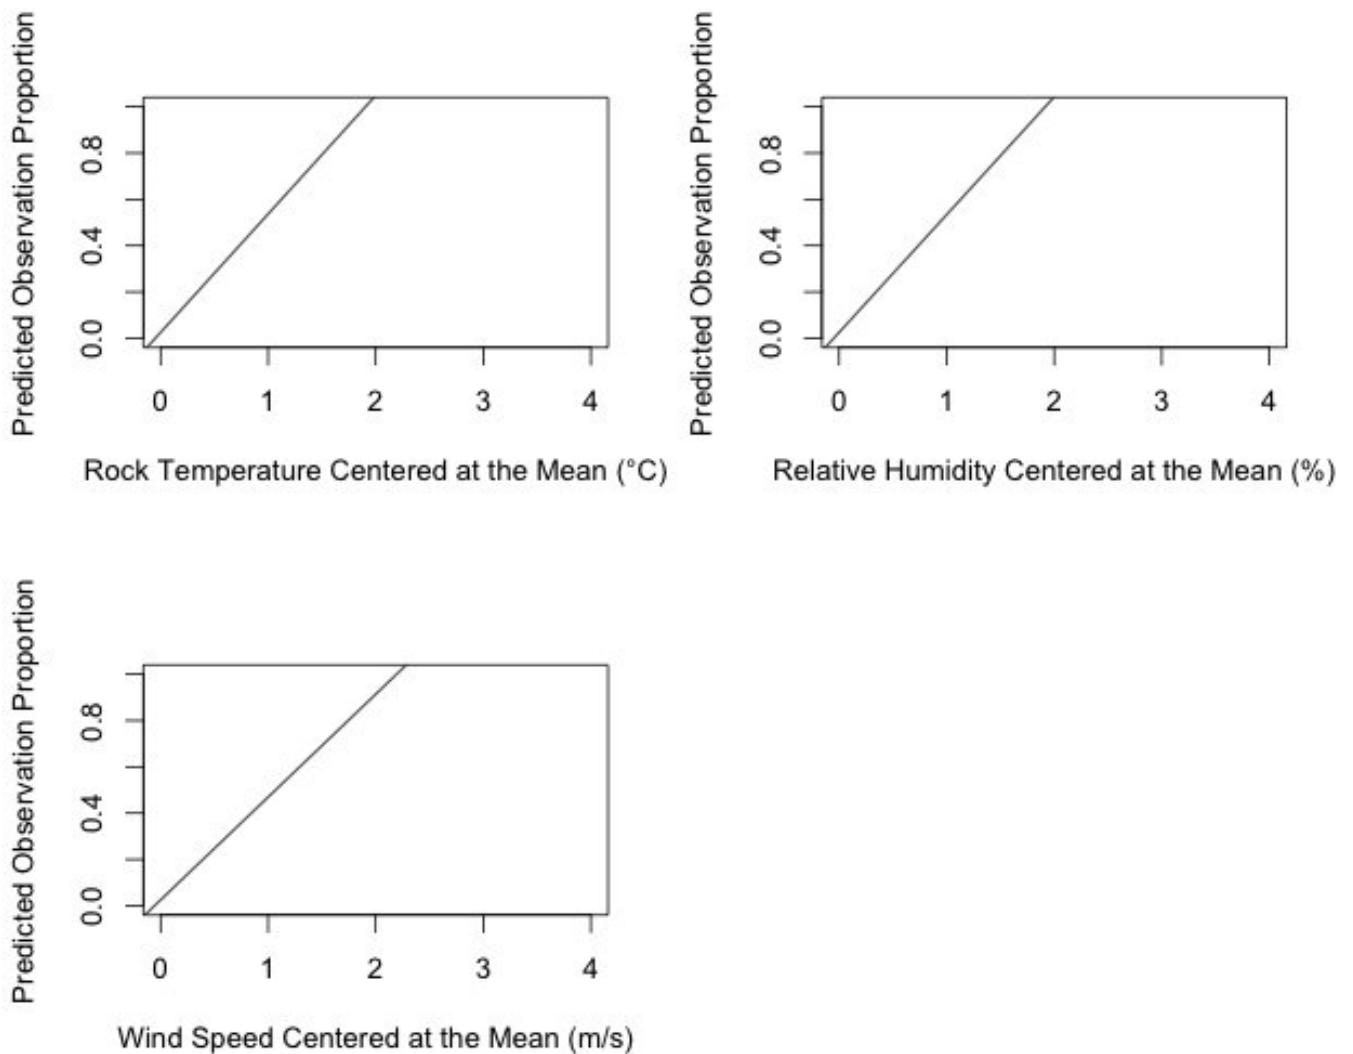 Predicted Observation Proportion
0.8
0.4
0.0
0 1 2 3 4
Rock Temperature Centered at the Mean (°C)
Predicted Observation Proportion
0.8
0.4
0.0
0 1 2 3 4
Relative Humidity Centered at the Mean (%)
Predicted Observation Proportion
0.8
0.4
0.0
0 1 2 3 4
Wind Speed Centered at the Mean (m/s)